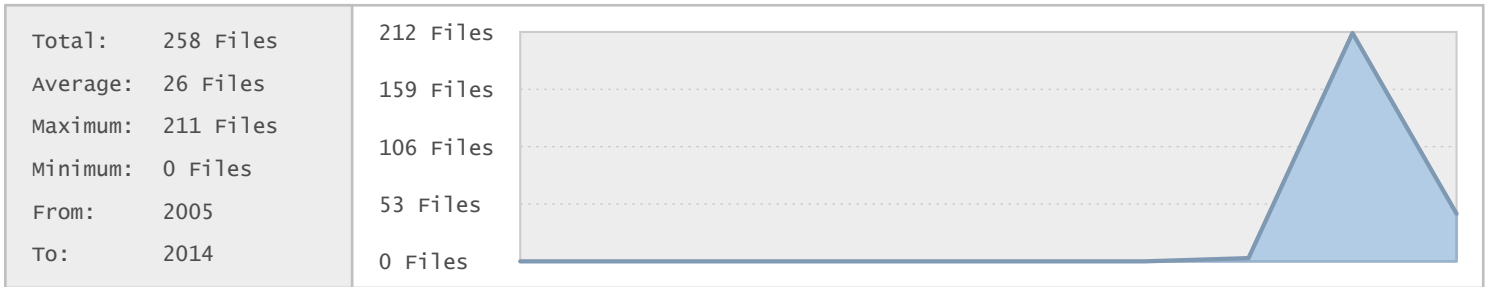 Total: 258 Files
Average: 26 Files
Maximum: 211 Files
Minimum: 0 Files
From: 2005
To: 2014
212 Files
159 Files
106 Files
53 Files
0 Files